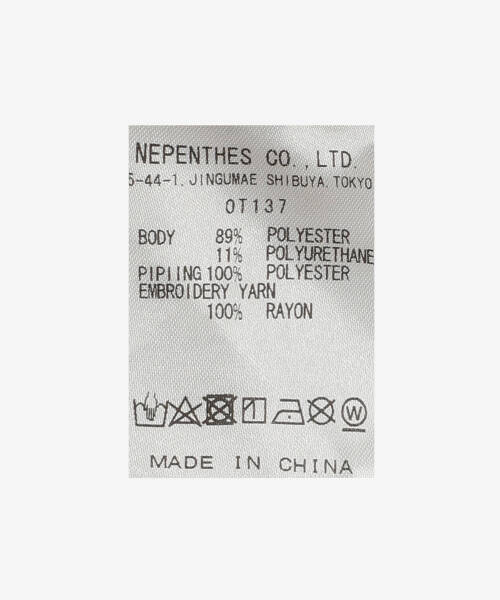 NEPENTHES CO., LTD.
5-44-1, JINGUMAE SHIBUYA, TOKYO
OT137
BODY 89% POLYESTER
11% POLYURETHANE
PIPIING 100% POLYESTER
EMBROIDERY YARN
100% RAYON
W
MADE IN CHINA